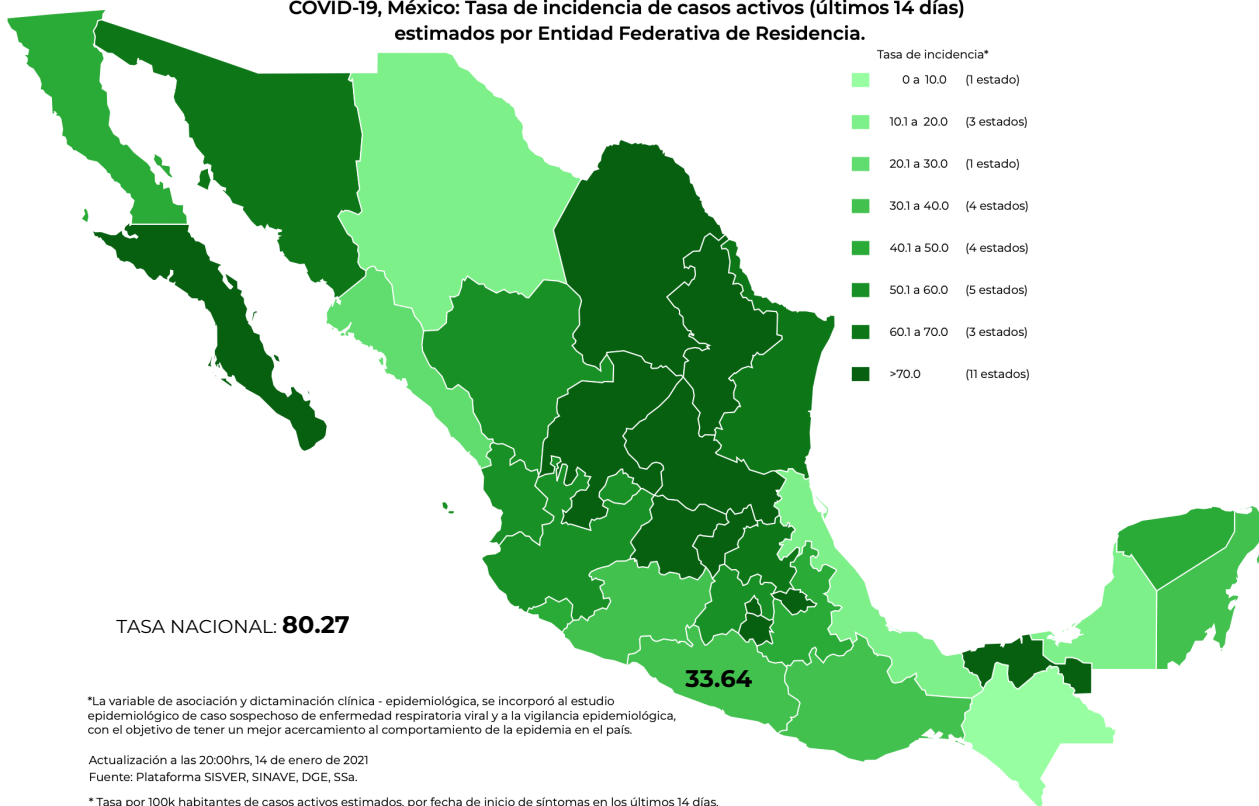 COVID-19, México: Tasa de incidencia de casos activos (últimos 14 días)
estimados por Entidad Federativa de Residencia.
Tasa de incidencia*
0 a 10.0 (1 estado)
10.1 a 20.0 (3 estados)
20.1 a 30.0 (1 estado)
30.1 a 40.0 (4 estados)
40.1 a 50.0 (4 estados)
50.1 a 60.0 (5 estados)
60.1 a 70.0 (3 estados)
>70.0 (11 estados)
TASA NACIONAL: 80.27
33.64
*La variable de asociación y dictaminación clínica - epidemiológica, se incorporó al estudio
epidemiológico de caso sospechoso de enfermedad respiratoria viral y a la vigilancia epidemiológica,
con el objetivo de tener un mejor acercamiento al comportamiento de la epidemia en el país.
Actualización a las 20:00hrs, 14 de enero de 2021
Fuente: Plataforma SISVER, SINAVE, DGE, SSa.
* Tasa por 100k habitantes de casos activos estimados, por fecha de inicio de síntomas en los últimos 14 días.